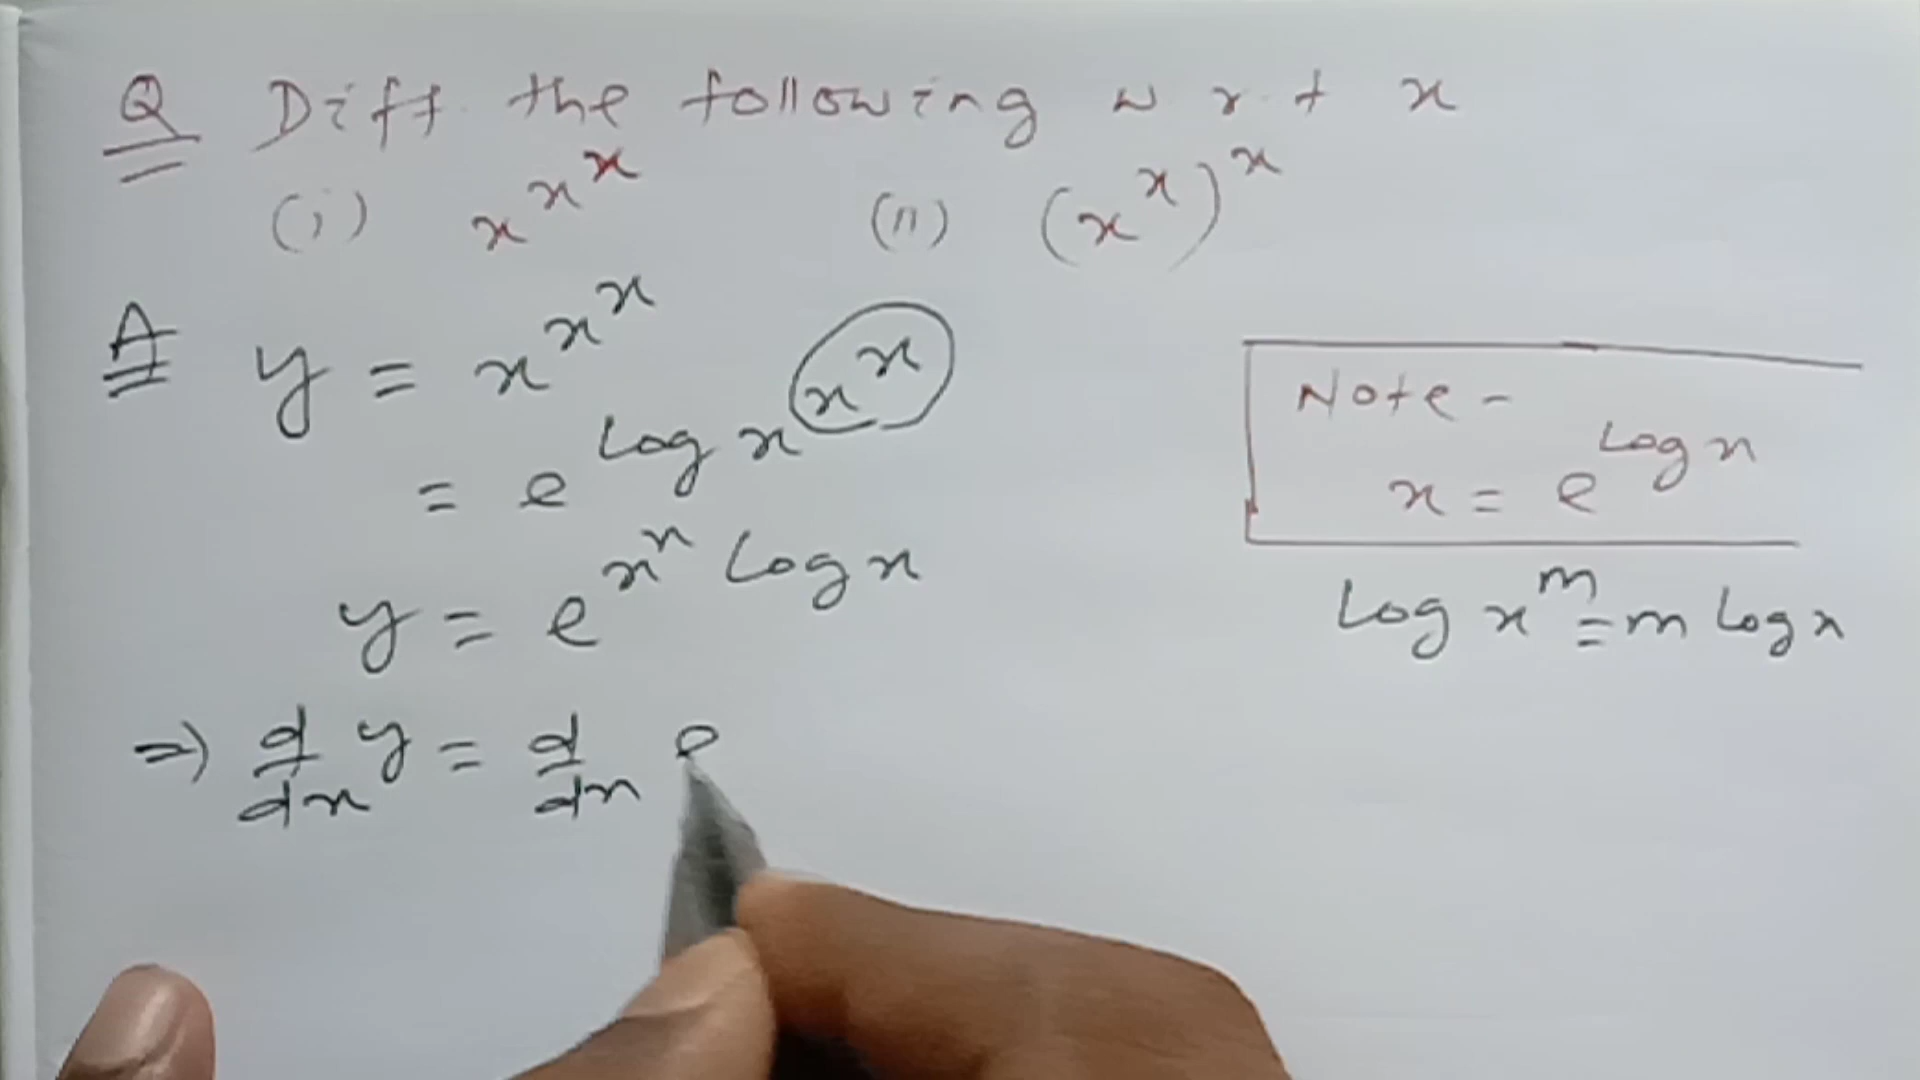 Q Diff. the following w r t x
(i) x^x^x (ii) (x^x)^x
A y = x^x^x
= e^log x^x^x
y = e^x^x log x
⇒ d/dx y = d/dx e
Note -
x = e^log x
log x^m = m log x